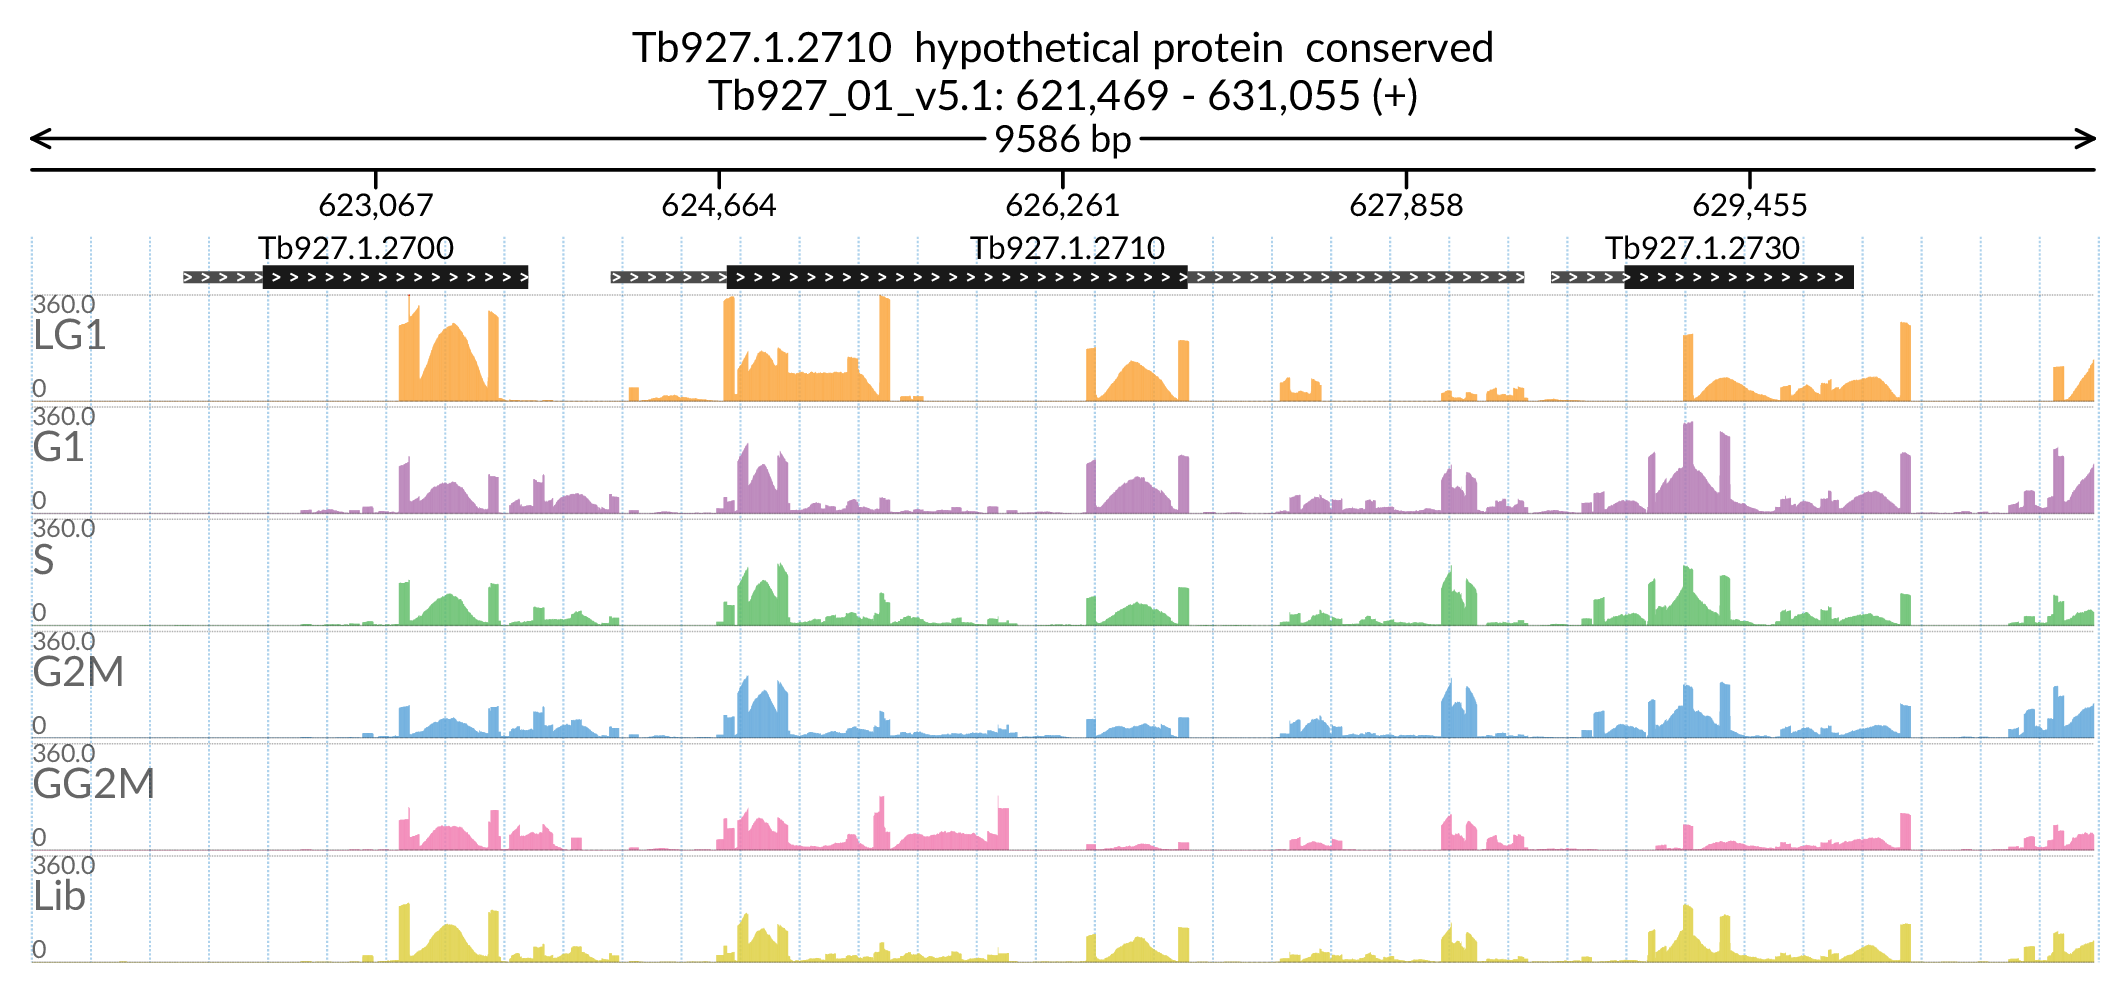 Tb927.1.2710 hypothetical protein conserved
Tb927_01_v5.1: 621,469 - 631,055 (+)
9586 bp
623,067 624,664 626,261 627,858 629,455
Tb927.1.2700 Tb927.1.2710 Tb927.1.2730
360.0
LG1
0
360.0
G1
0
360.0
S
0
360.0
G2M
0
360.0
GG2M
0
360.0
Lib
0